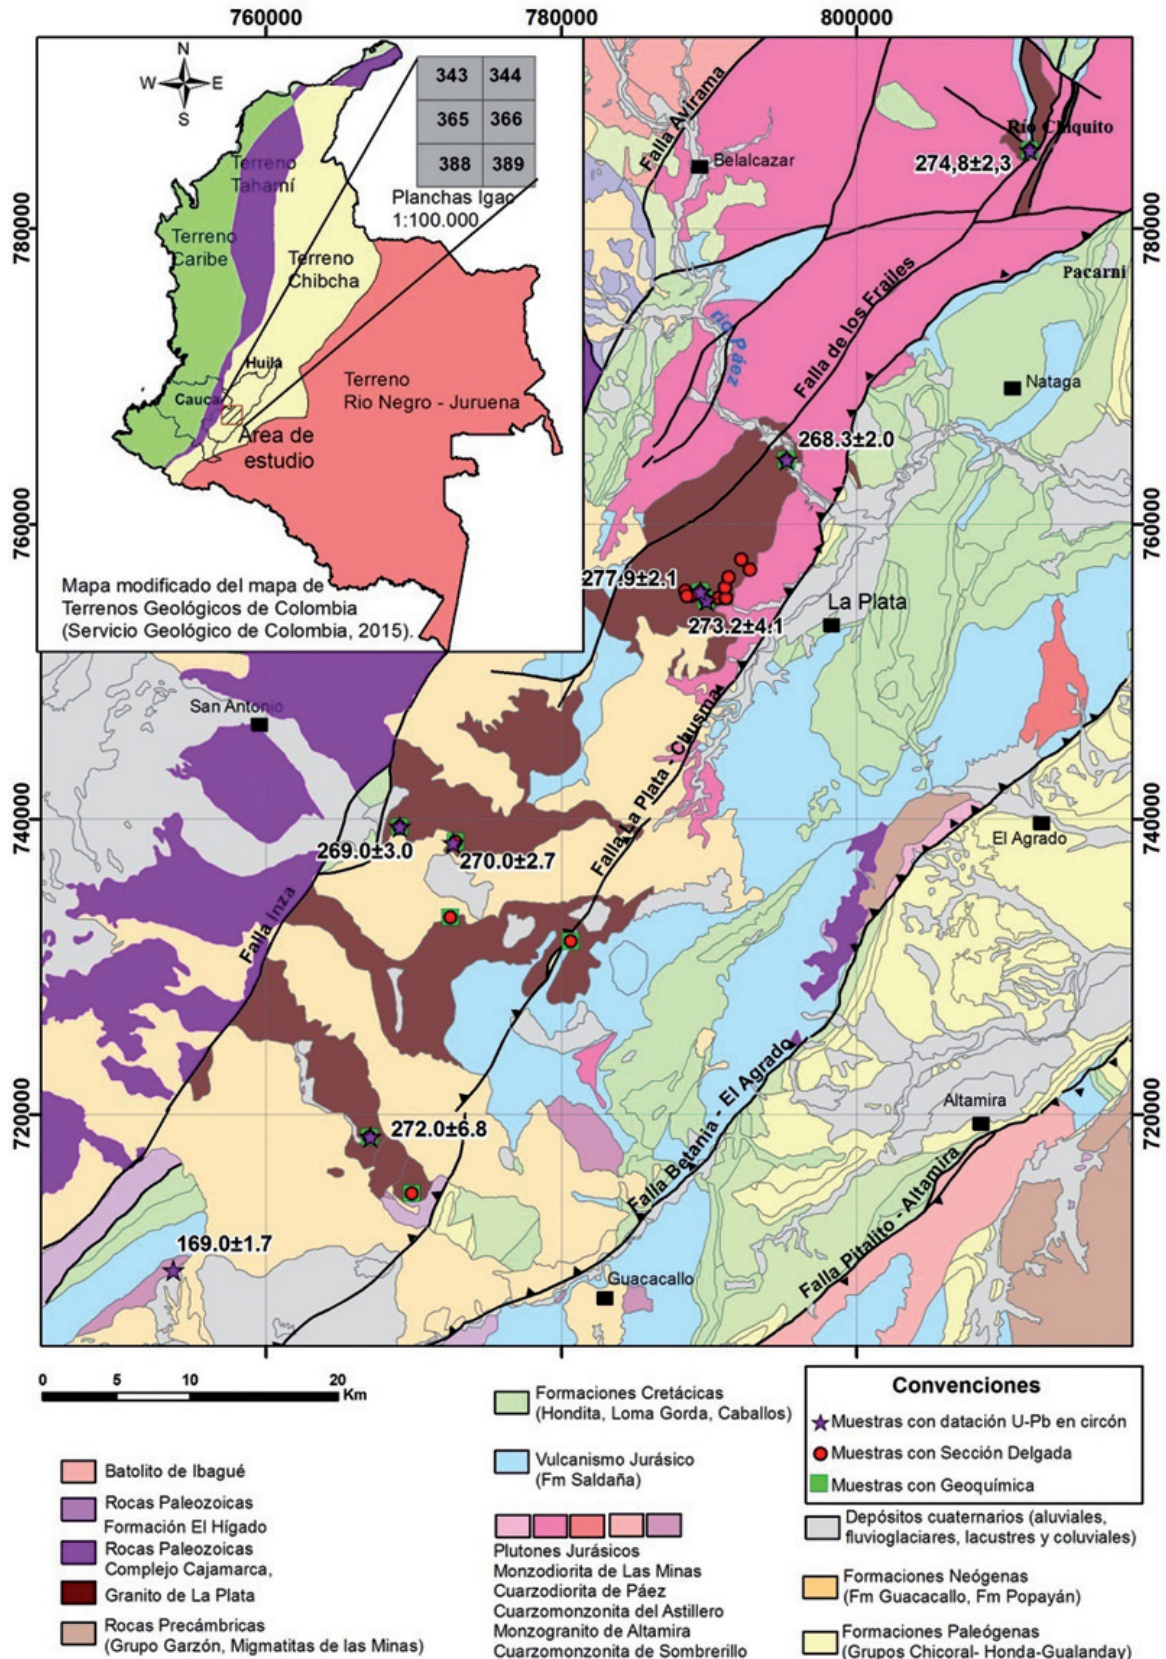 760000
780000
800000
N
W
E
S
343
344
365
366
388
389
Planchas Igac
1:100.000
Terreno
Tahamí
Terreno
Caribe
Terreno
Chibcha
Huila
Cauca
Terreno
Rio Negro - Juruena
Area de
estudio
Mapa modificado del mapa de
Terrenos Geológicos de Colombia
(Servicio Geológico de Colombia, 2015).
780000
760000
740000
720000
780000
760000
740000
720000
Falla Avirama
Belalcazar
Río Chiquito
274,8±2,3
Pacarni
río Páez
Falla de los Frailes
Nataga
268.3±2.0
277.9±2.1
La Plata
273.2±4.1
San Antonio
Falla La Plata - Chusma
269.0±3.0
270.0±2.7
El Agrado
Falla Inza
Falla Betania - El Agrado
Altamira
272.0±6.8
Falla Pitalito - Altamira
169.0±1.7
Guacacallo
760000
780000
800000
0
5
10
20
Km
Batolito de Ibagué
Rocas Paleozoicas
Formación El Hígado
Rocas Paleozoicas
Complejo Cajamarca,
Granito de La Plata
Rocas Precámbricas
(Grupo Garzón, Migmatitas de las Minas)
Formaciones Cretácicas
(Hondita, Loma Gorda, Caballos)
Vulcanismo Jurásico
(Fm Saldaña)
Plutones Jurásicos
Monzodiorita de Las Minas
Cuarzodiorita de Páez
Cuarzomonzonita del Astillero
Monzogranito de Altamira
Cuarzomonzonita de Sombrerillo
Convenciones
Muestras con datación U-Pb en circón
Muestras con Sección Delgada
Muestras con Geoquímica
Depósitos cuaternarios (aluviales,
fluvioglaciares, lacustres y coluviales)
Formaciones Neógenas
(Fm Guacacallo, Fm Popayán)
Formaciones Paleógenas
(Grupos Chicoral- Honda-Gualanday)